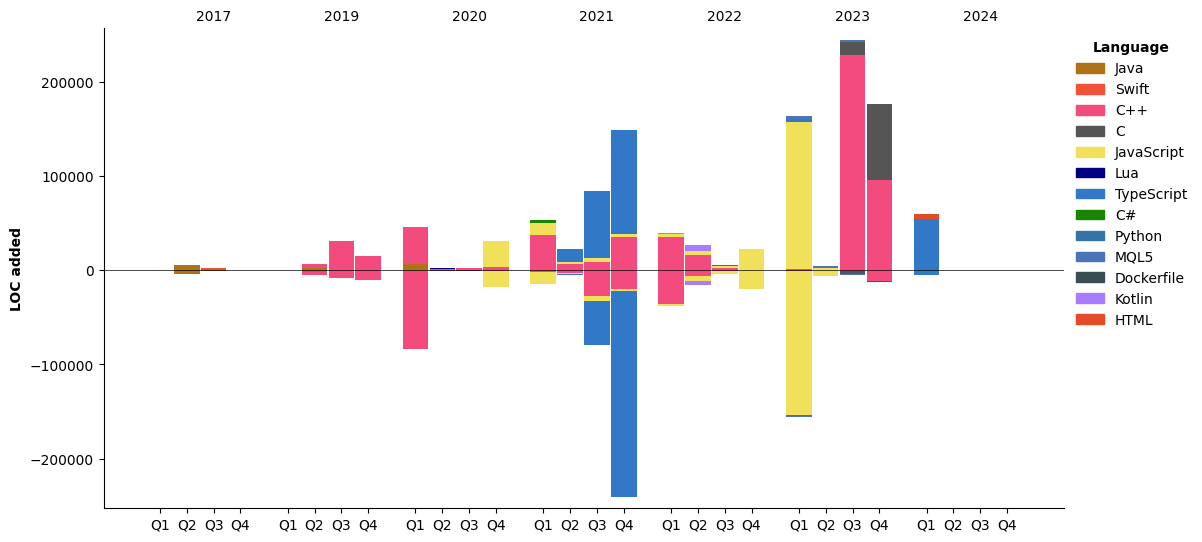 2017 2019 2020 2021 2022 2023 2024
Language
Java
Swift
C++
C
JavaScript
Lua
TypeScript
C#
Python
MQL5
Dockerfile
Kotlin
HTML
LOC added
200000
100000
0
−100000
−200000
Q1 Q2 Q3 Q4 Q1 Q2 Q3 Q4 Q1 Q2 Q3 Q4 Q1 Q2 Q3 Q4 Q1 Q2 Q3 Q4 Q1 Q2 Q3 Q4 Q1 Q2 Q3 Q4